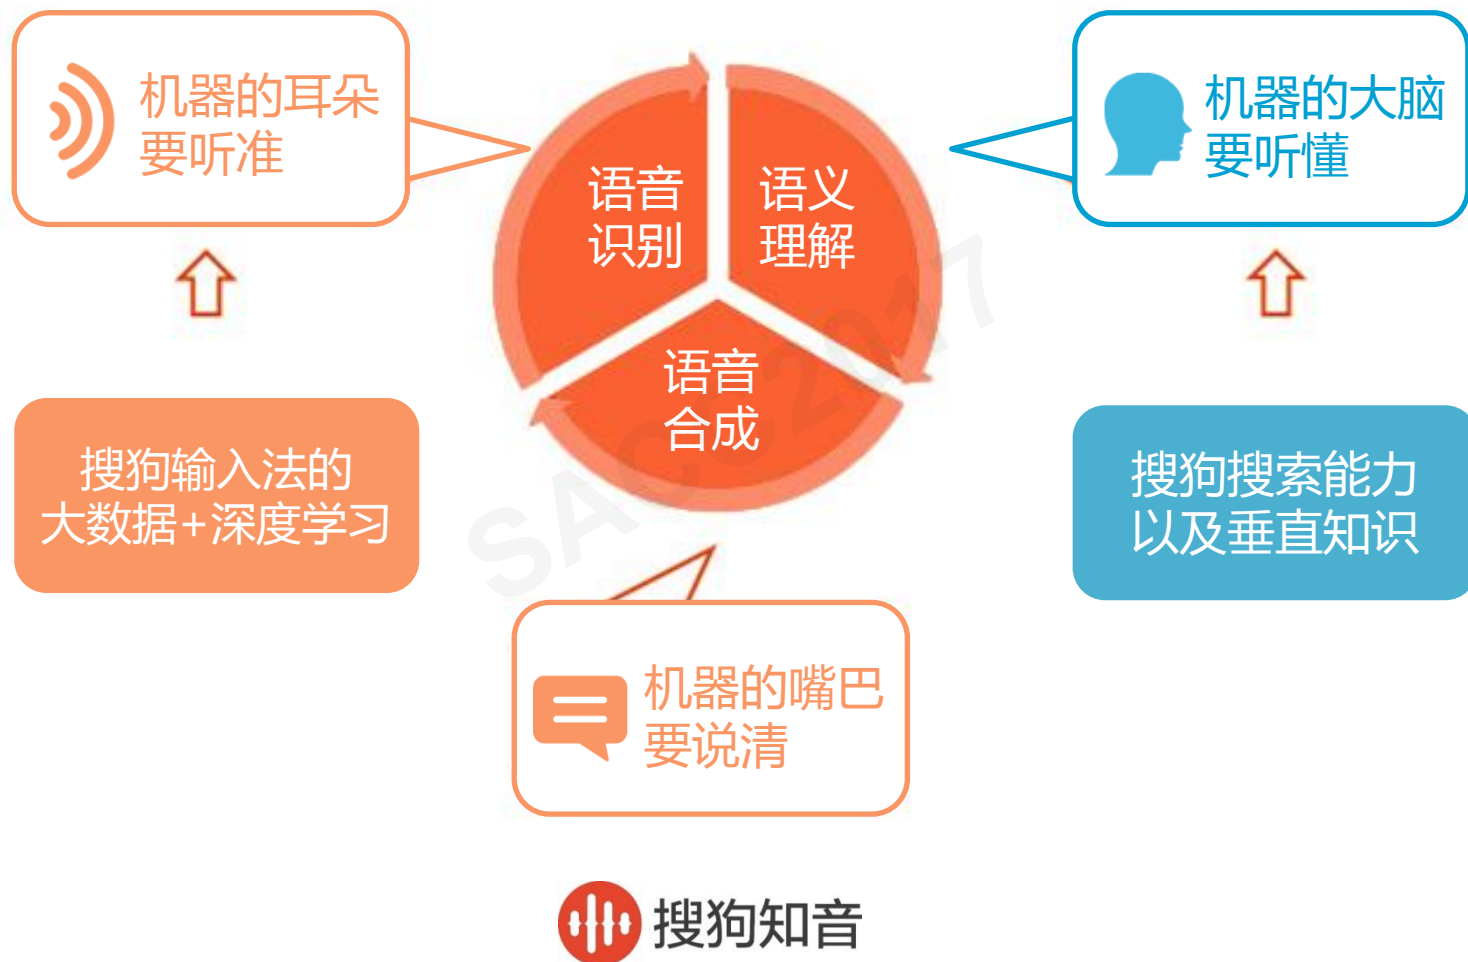 机器的耳朵
要听准
机器的大脑
要听懂
语音
识别
语义
理解
语音
合成
搜狗输入法的
大数据+深度学习
搜狗搜索能力
以及垂直知识
机器的嘴巴
要说清
搜狗知音
SACC2017